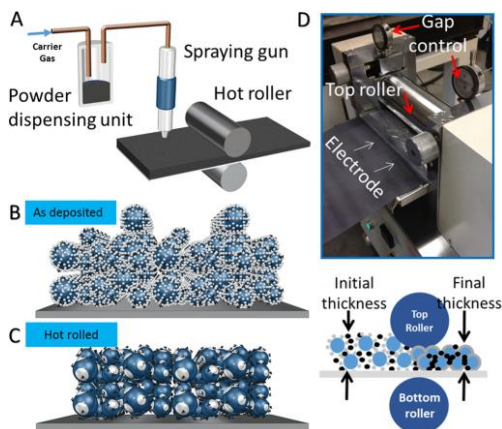 A
Carrier
Gas
Powder
dispensing unit
Spraying gun
Hot roller
B
As deposited
C
Hot rolled
D
Gap
control
Top roller
Electrode
Initial
thickness
Final
thickness
Top
Roller
Bottom
roller